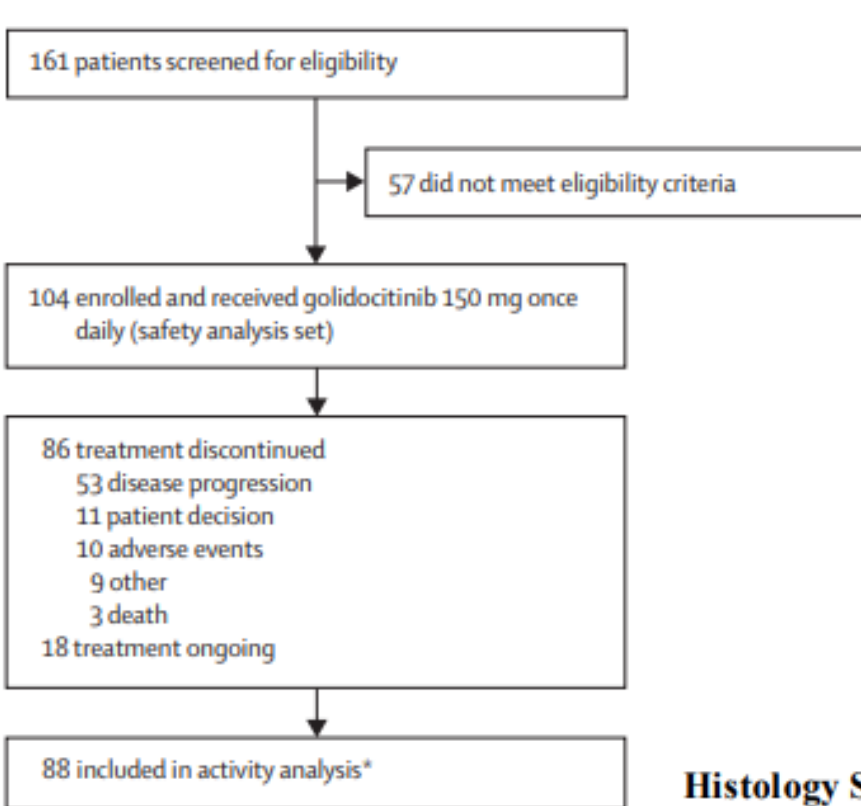 161 patients screened for eligibility
57 did not meet eligibility criteria
104 enrolled and received golidocitinib 150 mg once
daily (safety analysis set)
86 treatment discontinued
53 disease progression
11 patient decision
10 adverse events
9 other
3 death
18 treatment ongoing
88 included in activity analysis*
Histology S